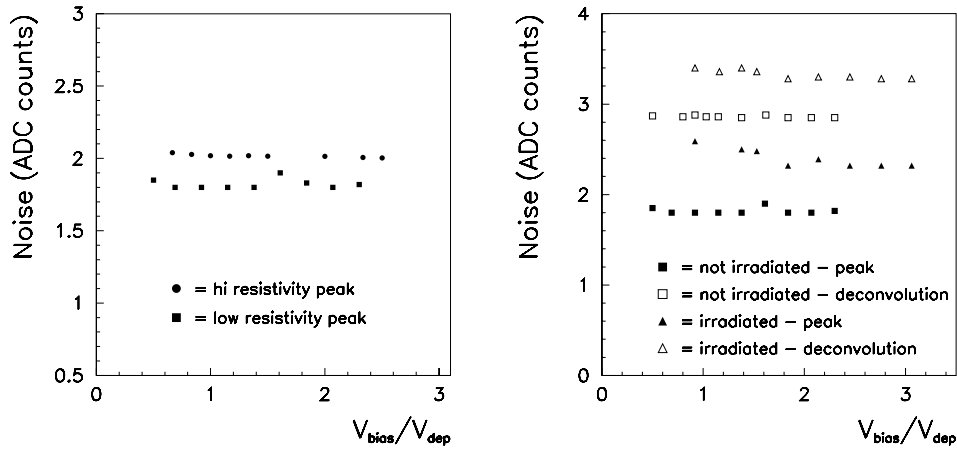 Noise (ADC counts)
3
2.5
2
1.5
1
0.5
0 1 2 3
V_bias/V_dep
● = hi resistivity peak
■ = low resistivity peak
Noise (ADC counts)
4
3
2
1
0
0 1 2 3
V_bias/V_dep
■ = not irradiated – peak
□ = not irradiated – deconvolution
▲ = irradiated – peak
△ = irradiated – deconvolution